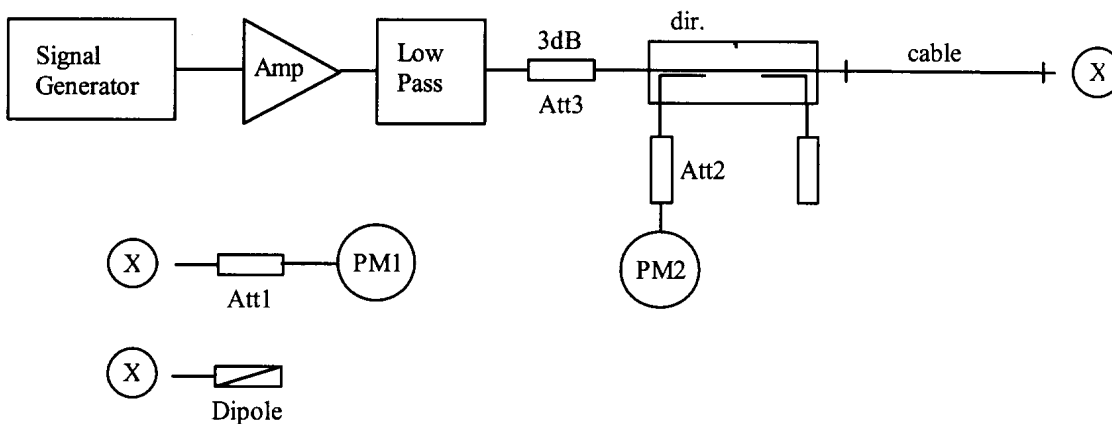 Signal
Generator
Amp
Low
Pass
3dB
Att3
dir.
cable
X
Att2
PM2
X
Att1
PM1
X
Dipole